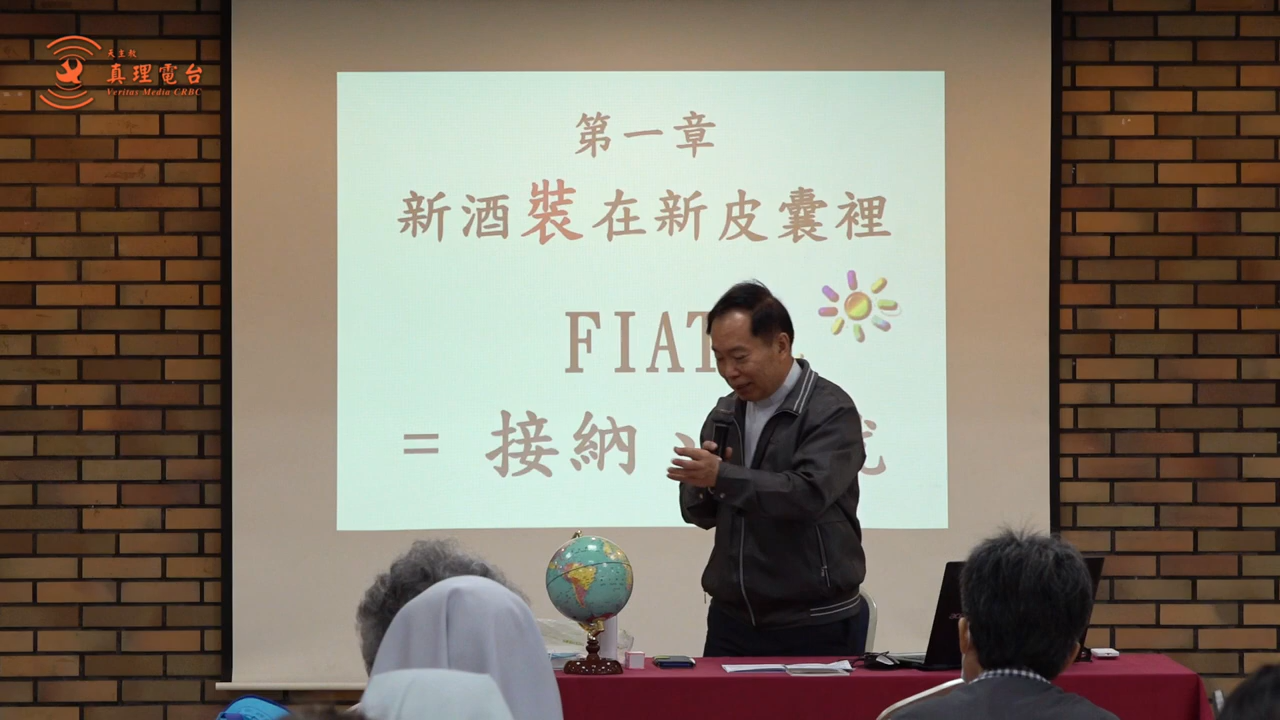 天主教
真理電台
Veritas Media CRBC
第一章
新酒裝在新皮囊裡
FIAT
= 接納